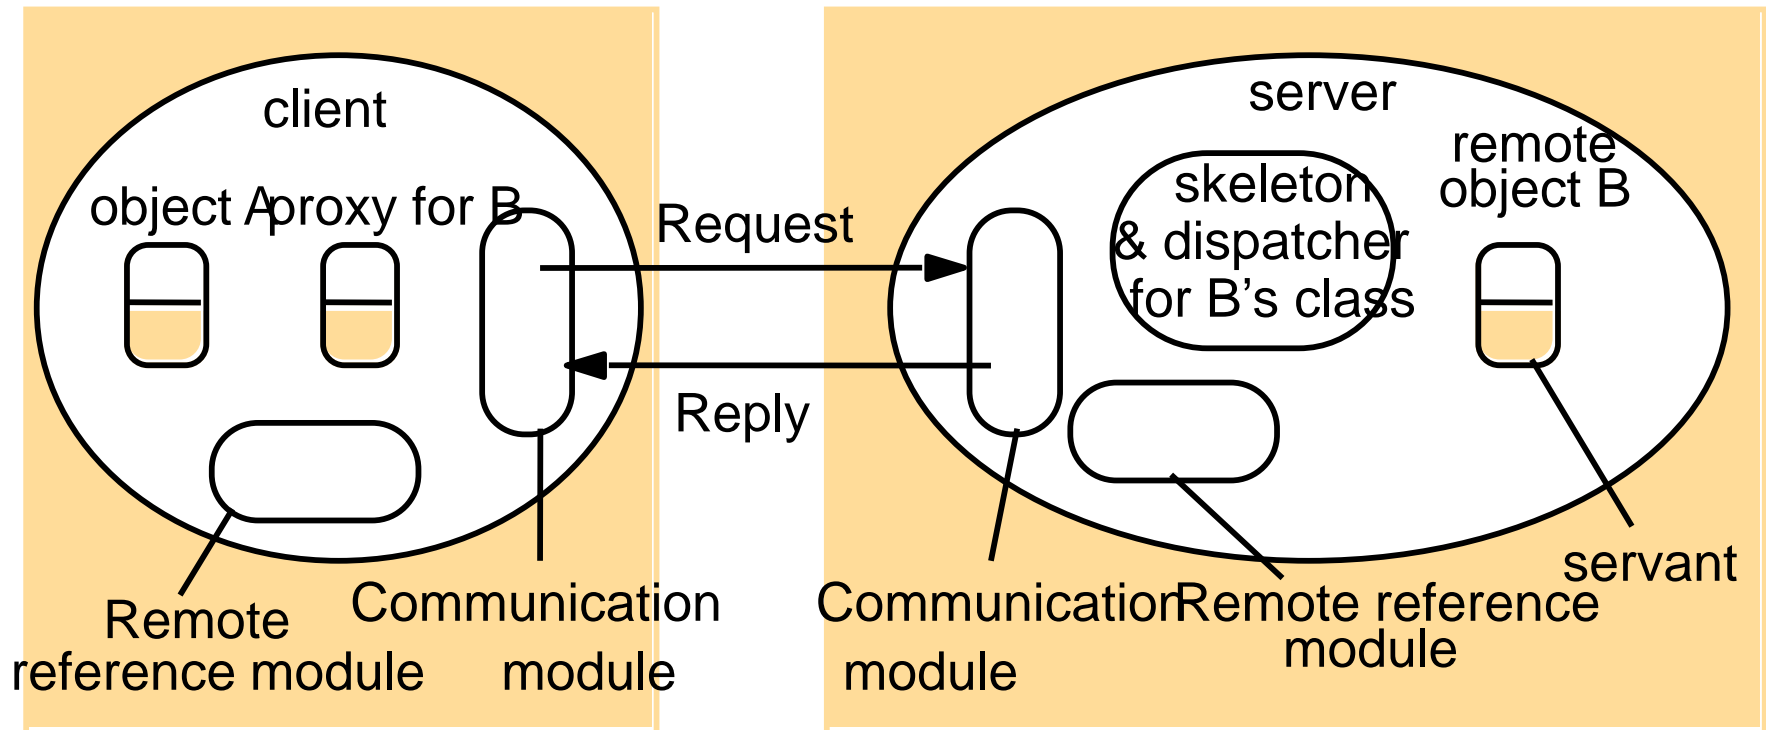 client
object A
proxy for B
Remote
reference module
Communication
module
Request
Reply
server
skeleton
& dispatcher
for B’s class
remote
object B
Communication
module
Remote reference
module
servant